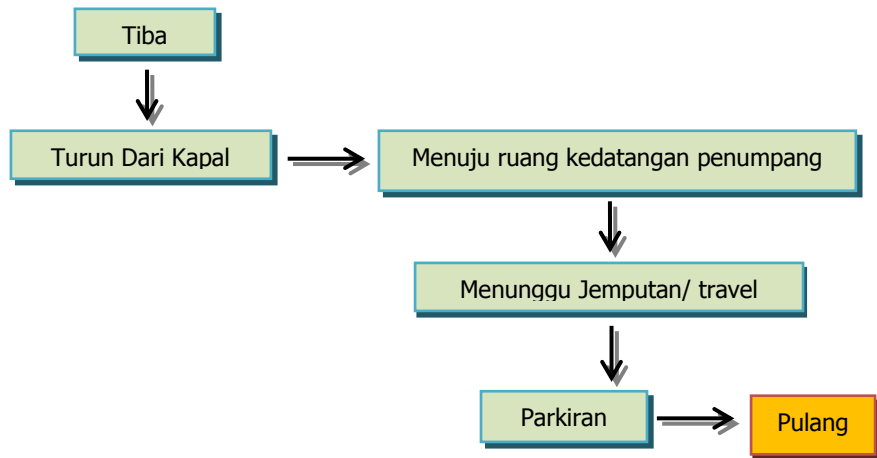 Tiba
Turun Dari Kapal
Menuju ruang kedatangan penumpang
Menunggu Jemputan/ travel
Parkiran
Pulang